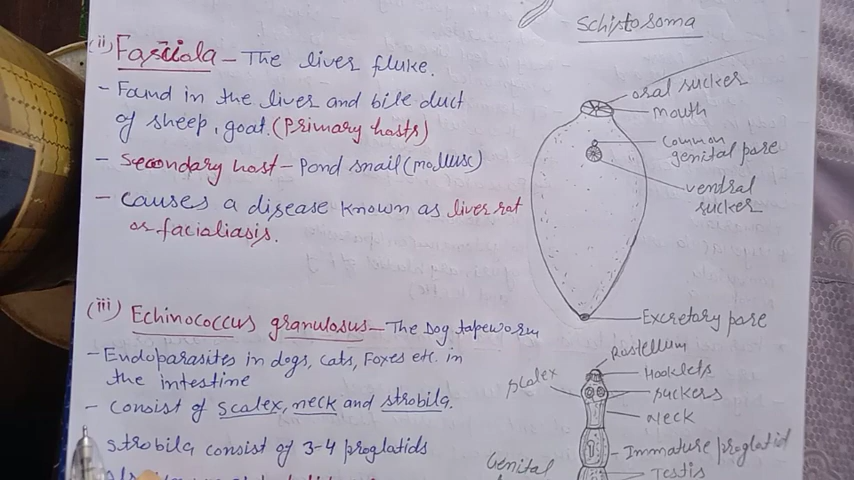 Schistosoma
(ii) Fasciola - The liver fluke.
- Found in the liver and bile duct
of sheep, goat. (Primary hosts)
- Secondary host - Pond snail (mollusc)
- Causes a disease known as liver rot
or facialiasis.
oral sucker
mouth
common
genital pore
ventral
sucker
Excretory pore
(iii) Echinococcus granulosus - The Dog tapeworm
- Endoparasites in dogs, cats, Foxes etc. in
the intestine
- consist of scalex, neck and strobila.
strobila consist of 3-4 proglatids
Rostellum
scalex
Hooklets
suckers
Neck
Immature proglatid
Testis
Genital